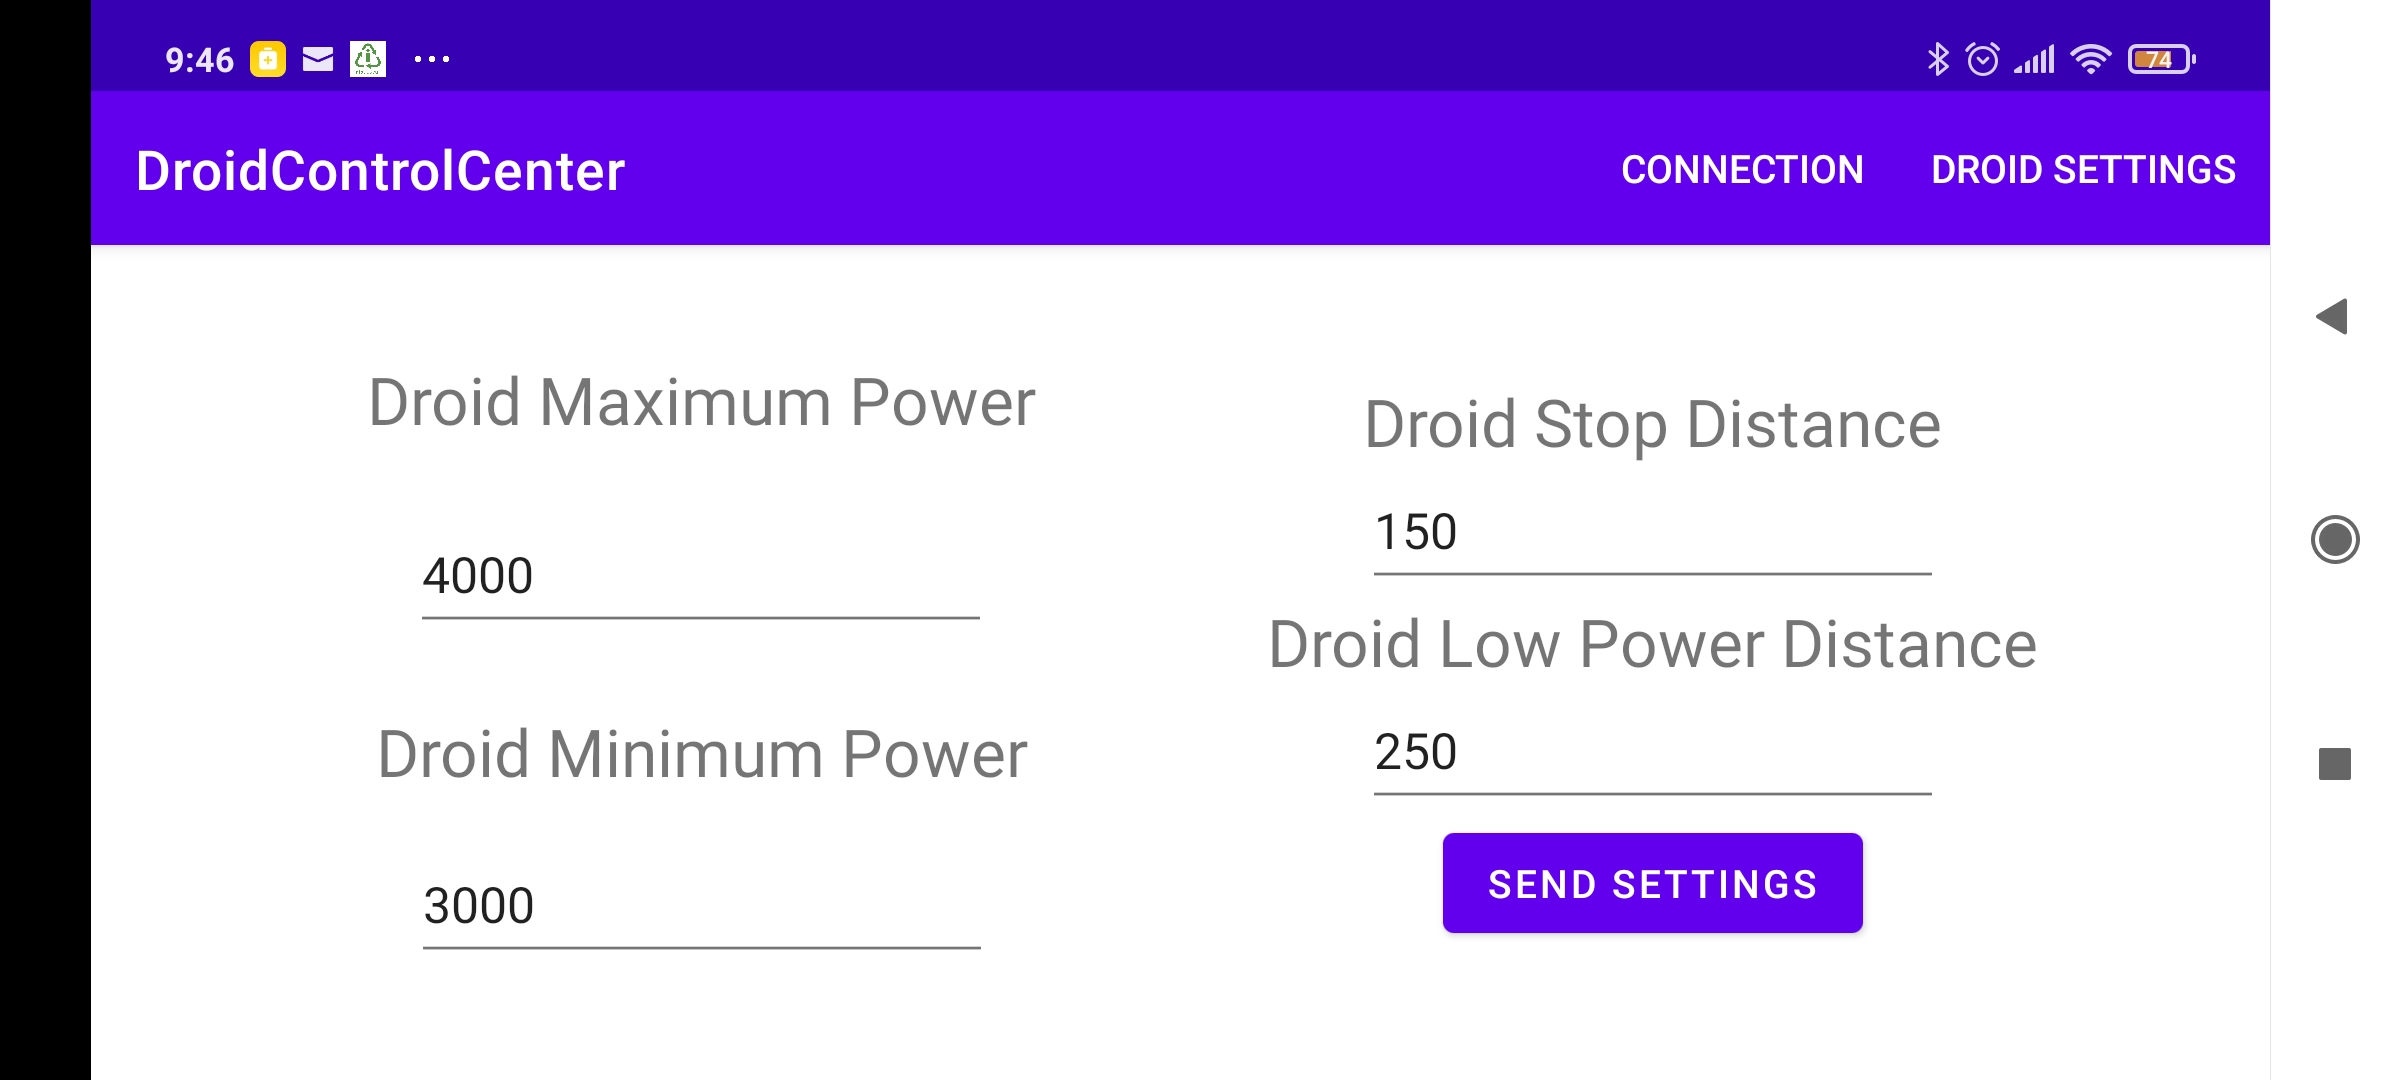 9:46
74
DroidControlCenter
CONNECTION
DROID SETTINGS
Droid Maximum Power
4000
Droid Minimum Power
3000
Droid Stop Distance
150
Droid Low Power Distance
250
SEND SETTINGS